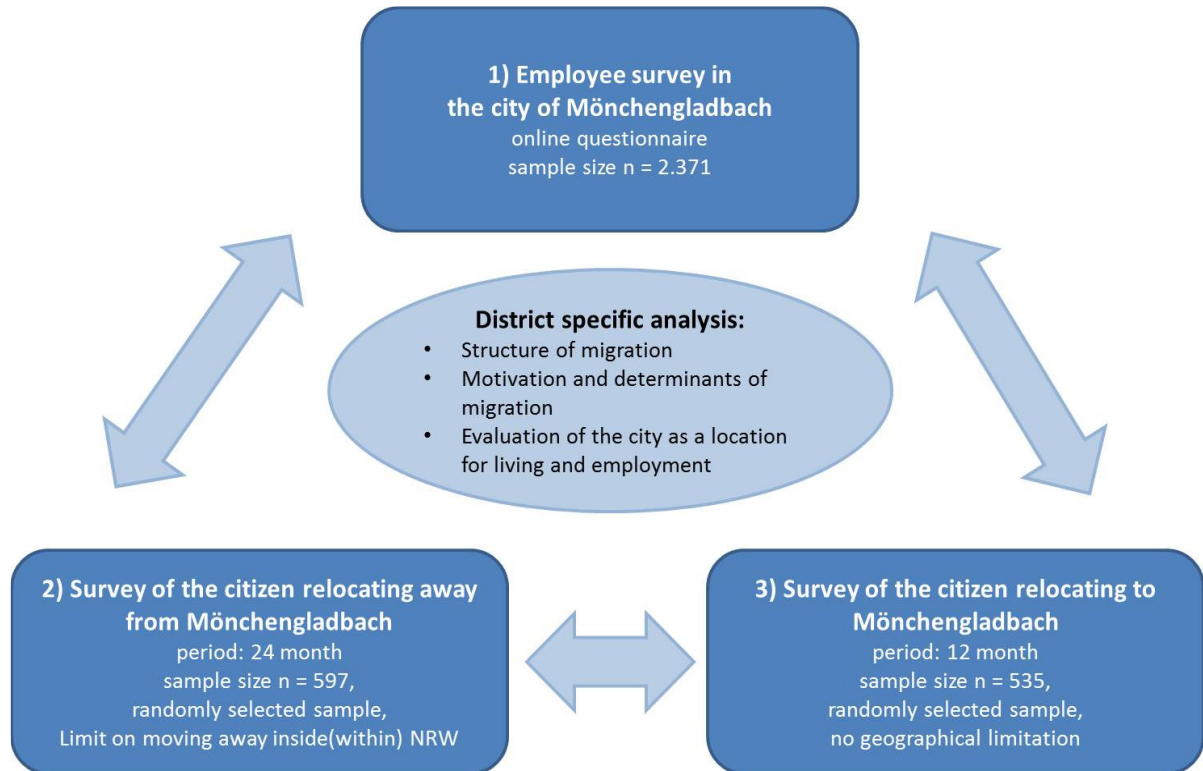 1) Employee survey in
the city of Mönchengladbach
online questionnaire
sample size n = 2.371
District specific analysis:
• Structure of migration
• Motivation and determants of
migration
• Evaluation of the city as a location
for living and employment
2) Survey of the citizen relocating away
from Mönchengladbach
period: 24 month
sample size n = 597,
randomly selected sample,
Limit on moving away inside(within) NRW
3) Survey of the citizen relocating to
Mönchengladbach
period: 12 month
sample size n = 535,
randomly selected sample,
no geographical limitation